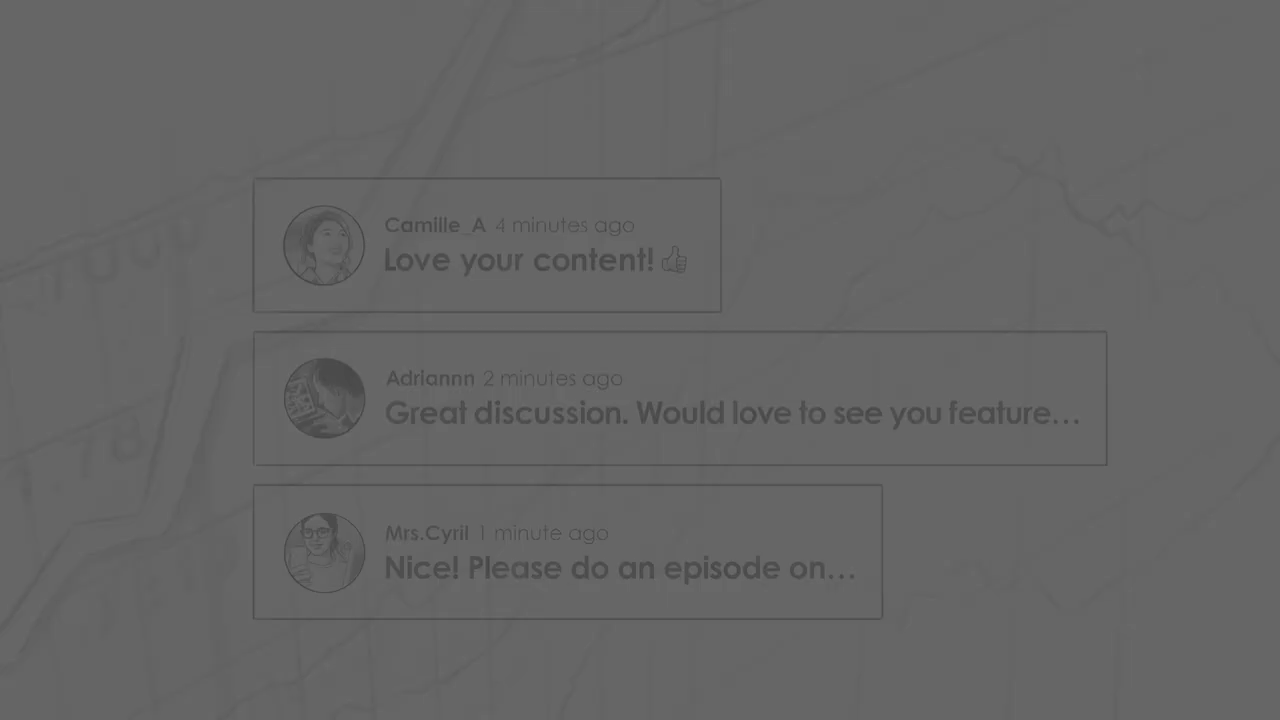 Camille_A 4 minutes ago
Love your content! 👍
Adriannn 2 minutes ago
Great discussion. Would love to see you feature...
Mrs.Cyril 1 minute ago
Nice! Please do an episode on...